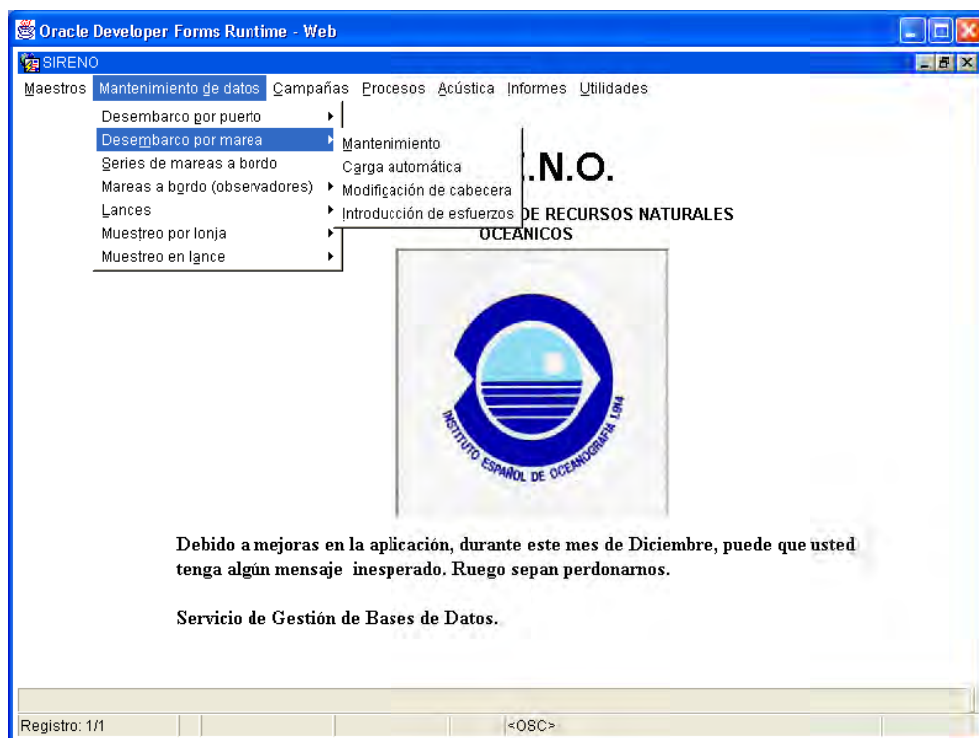 Oracle Developer Forms Runtime - Web
SIRENO
Maestros Mantenimiento de datos Campañas Procesos Acústica Informes Utilidades
Desembarco por puerto
Desembarco por marea
Series de mareas a bordo
Mareas a bordo (observadores)
Lances
Muestreo por lonja
Muestreo en lance
Mantenimiento
Carga automática
Modificación de cabecera
Introducción de esfuerzos
.N.O.
DE RECURSOS NATURALES
OCEANICOS
INSTITUTO ESPAÑOL DE OCEANOGRAFIA 1.914
Debido a mejoras en la aplicación, durante este mes de Diciembre, puede que usted
tenga algún mensaje inesperado. Ruego sepan perdonarnos.
Servicio de Gestión de Bases de Datos.
Registro: 1/1 <OSC>